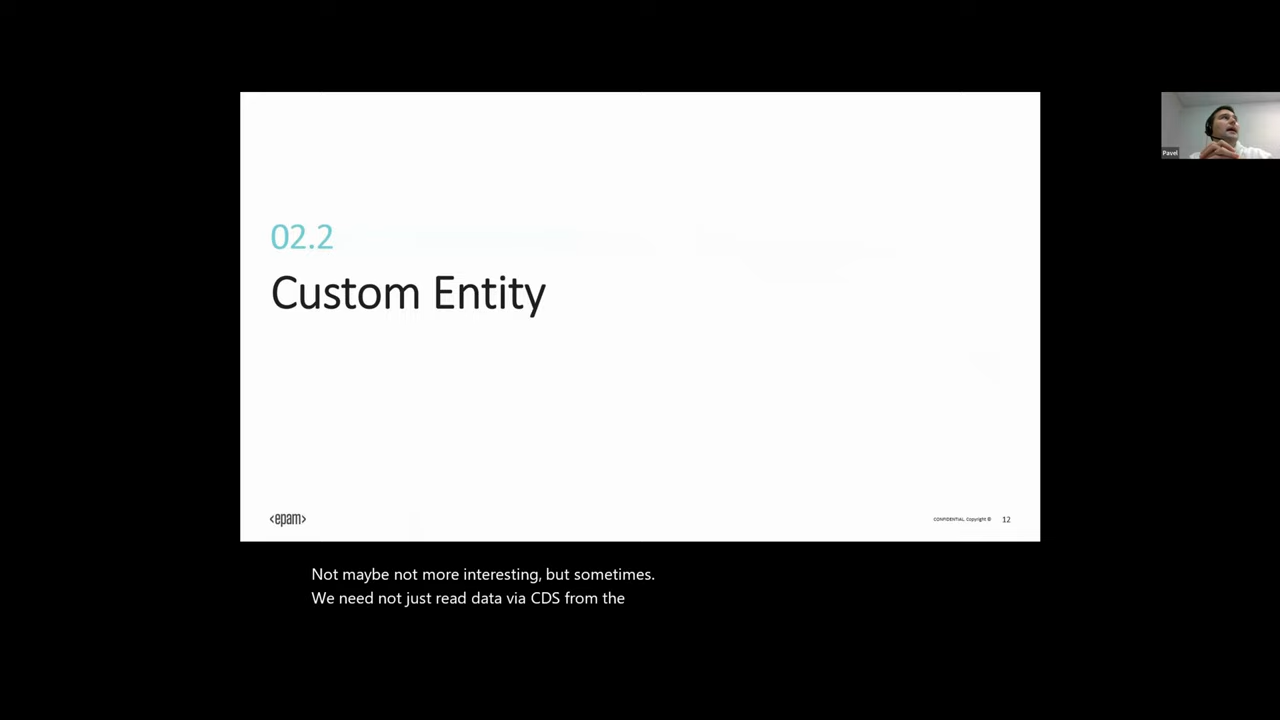 Pavel
02.2
Custom Entity
<epam>
CONFIDENTIAL, Copyright ©
12
Not maybe not more interesting, but sometimes.
We need not just read data via CDS from the